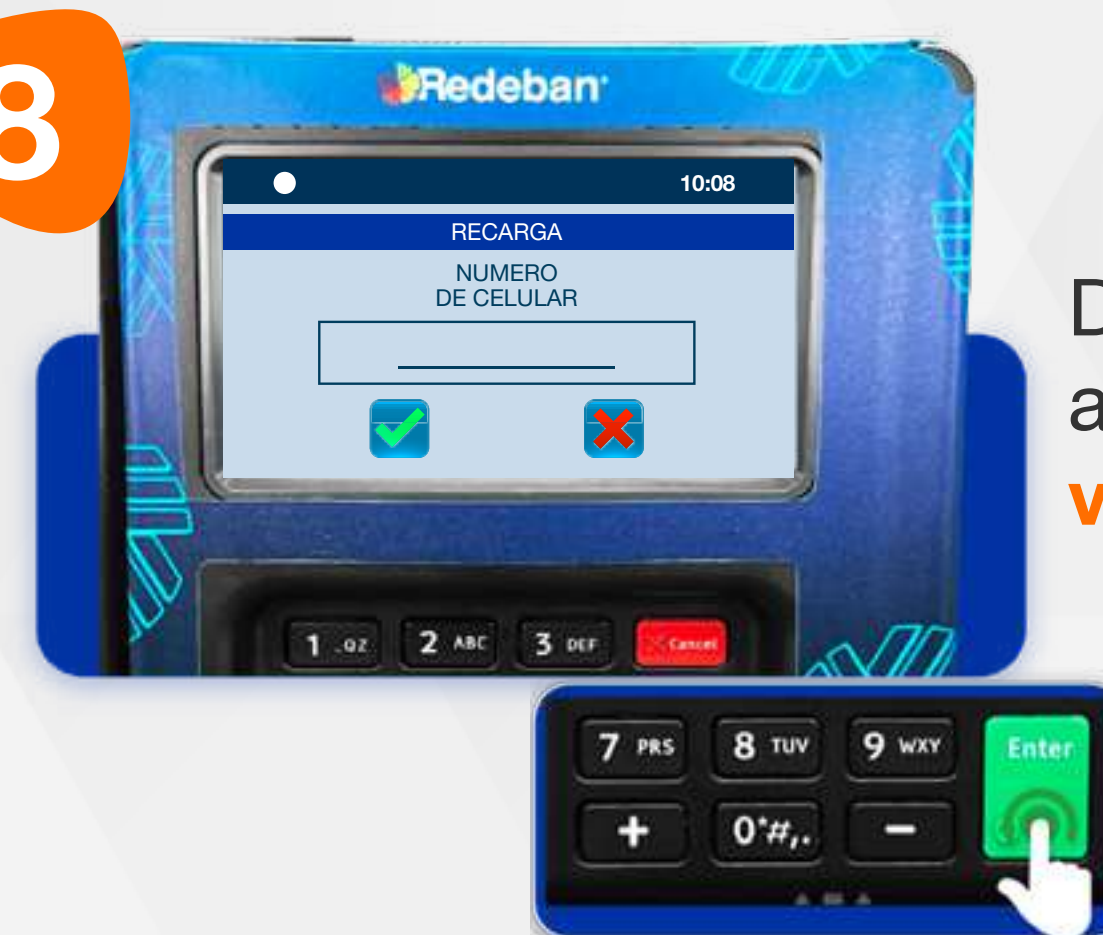 8
Redeban
10:08
RECARGA
NUMERO
DE CELULAR
D
a
v
1 .QZ 2 ABC 3 DEF Cancel
7 PRS 8 TUV 9 WXY Enter
+ 0*#,. -